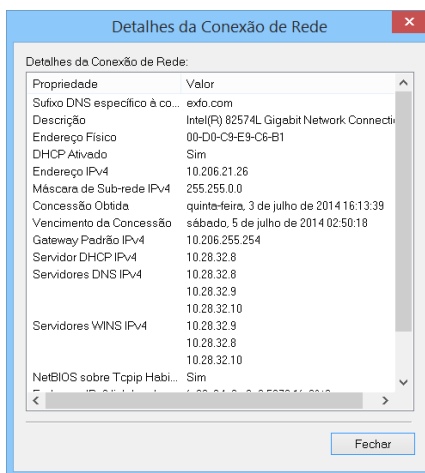 Detalhes da Conexão de Rede
Detalhes da Conexão de Rede:
Propriedade Valor
Sufixo DNS específico à co... exfo.com
Descrição Intel(R) 82574L Gigabit Network Connecti
Endereço Físico 00-D0-C9-E9-C6-B1
DHCP Ativado Sim
Endereço IPv4 10.206.21.26
Máscara de Sub-rede IPv4 255.255.0.0
Concessão Obtida quinta-feira, 3 de julho de 2014 16:13:39
Vencimento da Concessão sábado, 5 de julho de 2014 02:50:18
Gateway Padrão IPv4 10.206.255.254
Servidor DHCP IPv4 10.28.32.8
Servidores DNS IPv4 10.28.32.8
10.28.32.9
10.28.32.10
Servidores WINS IPv4 10.28.32.9
10.28.32.8
10.28.32.10
NetBIOS sobre Tcpip Habi... Sim
Fechar